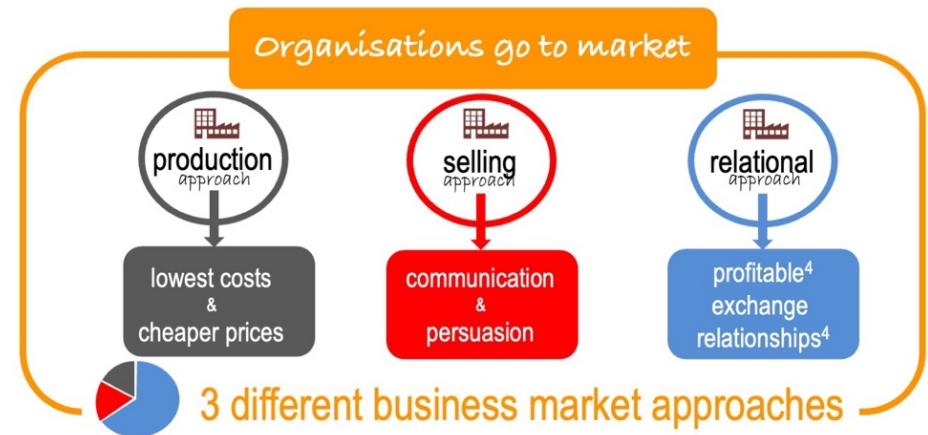 Organisations go to market
production
approach
selling
approach
relational
approach
lowest costs
&
cheaper prices
communication
&
persuasion
profitable⁴
exchange
relationships⁴
3 different business market approaches